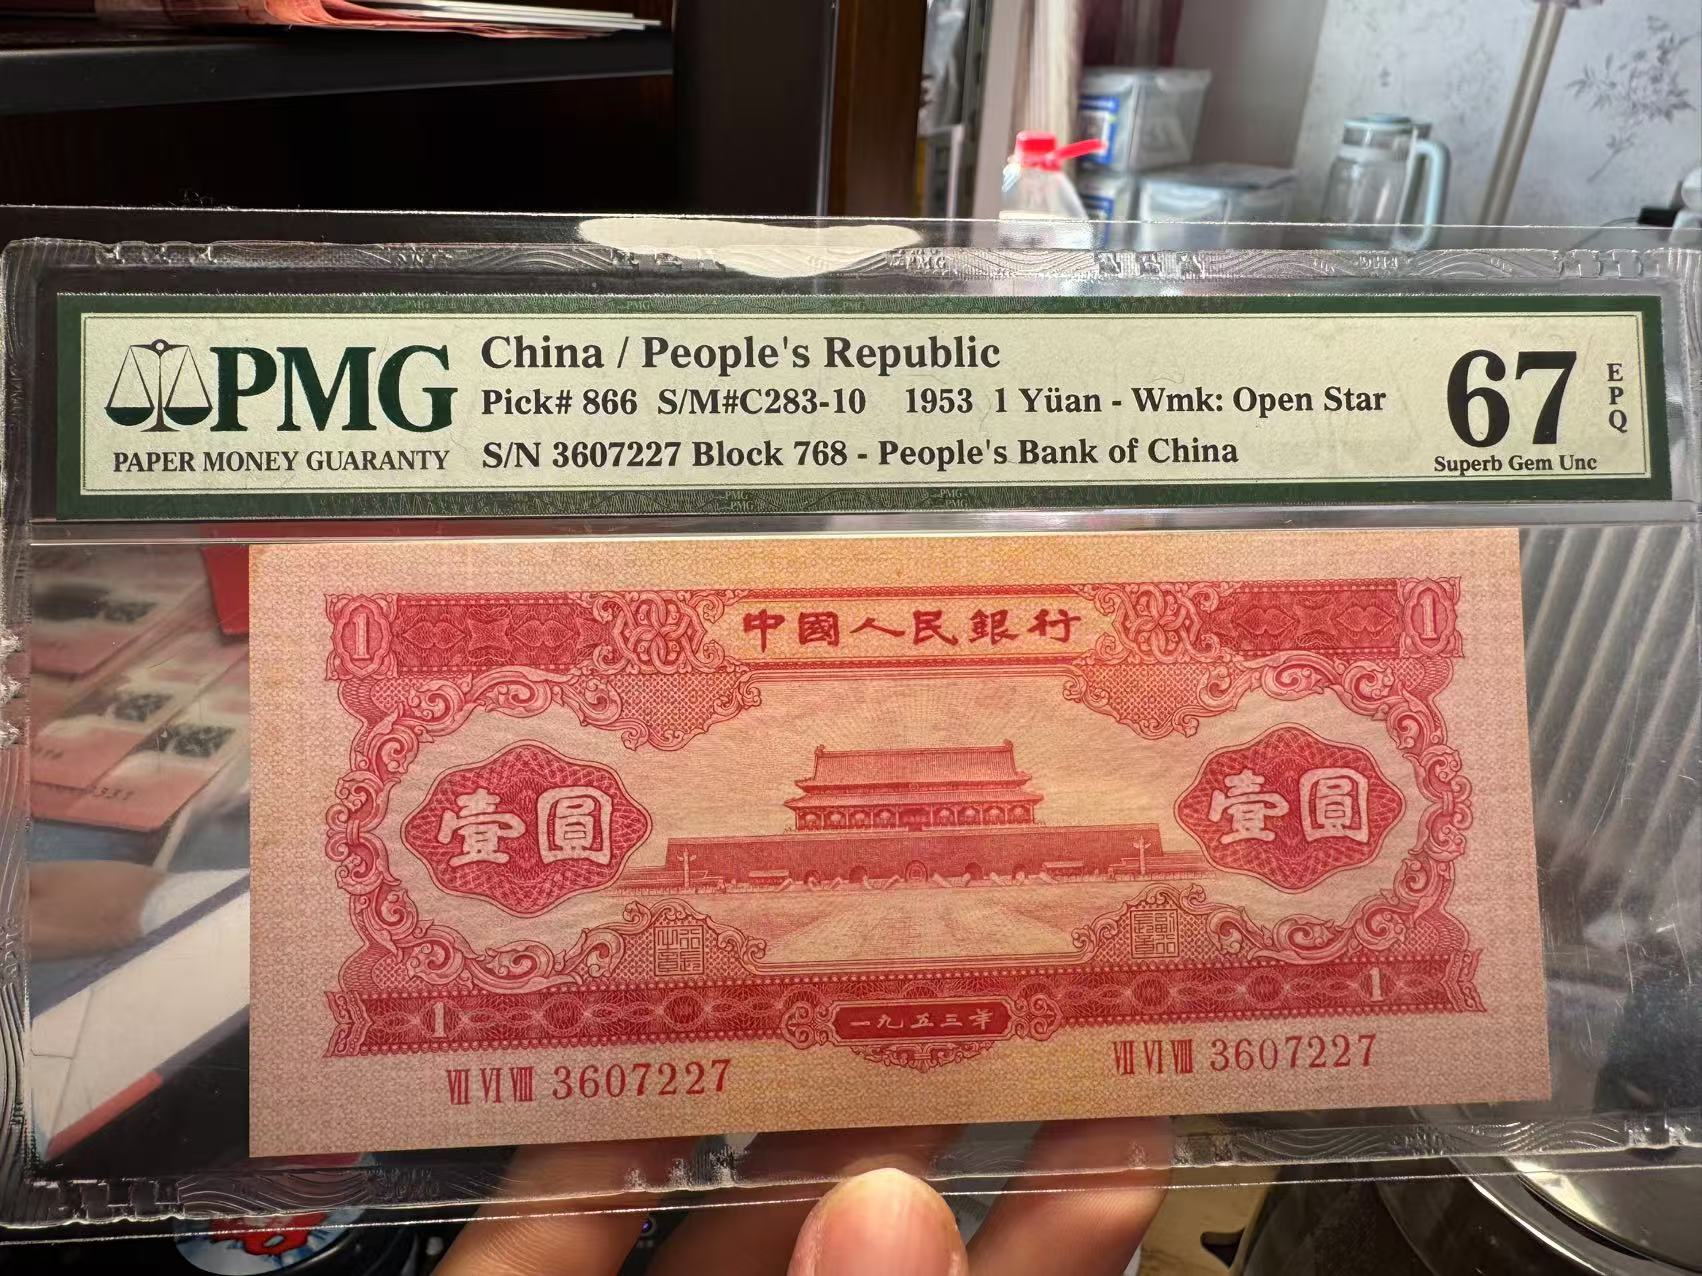 PMG
PAPER MONEY GUARANTY
China / People's Republic
Pick# 866 S/M#C283-10 1953 1 Yüan - Wmk: Open Star
S/N 3607227 Block 768 - People's Bank of China
67
EPQ
Superb Gem Unc
1
中國人民銀行
1
壹圓
壹圓
1
一九五三年
1
Ⅶ Ⅵ Ⅷ 3607227
Ⅶ Ⅵ Ⅷ 3607227